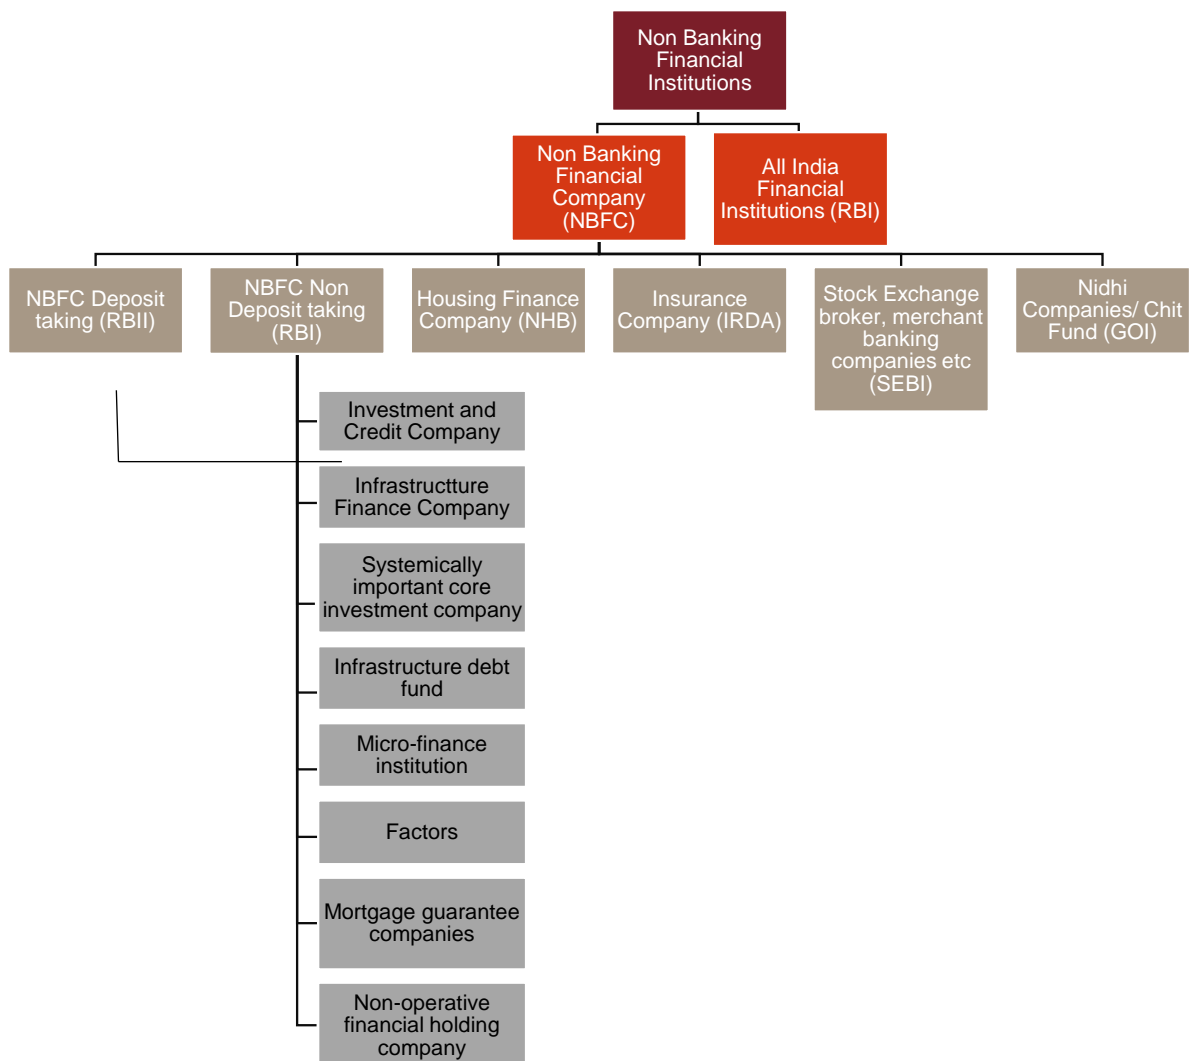 Non Banking
Financial
Institutions
Non Banking
Financial
Company
(NBFC)
All India
Financial
Institutions (RBI)
NBFC Deposit
taking (RBII)
NBFC Non
Deposit taking
(RBI)
Housing Finance
Company (NHB)
Insurance
Company (IRDA)
Stock Exchange
broker, merchant
banking
companies etc
(SEBI)
Nidhi
Companies/ Chit
Fund (GOI)
Investment and
Credit Company
Infrastructture
Finance Company
Systemically
important core
investment company
Infrastructure debt
fund
Micro-finance
institution
Factors
Mortgage guarantee
companies
Non-operative
financial holding
company